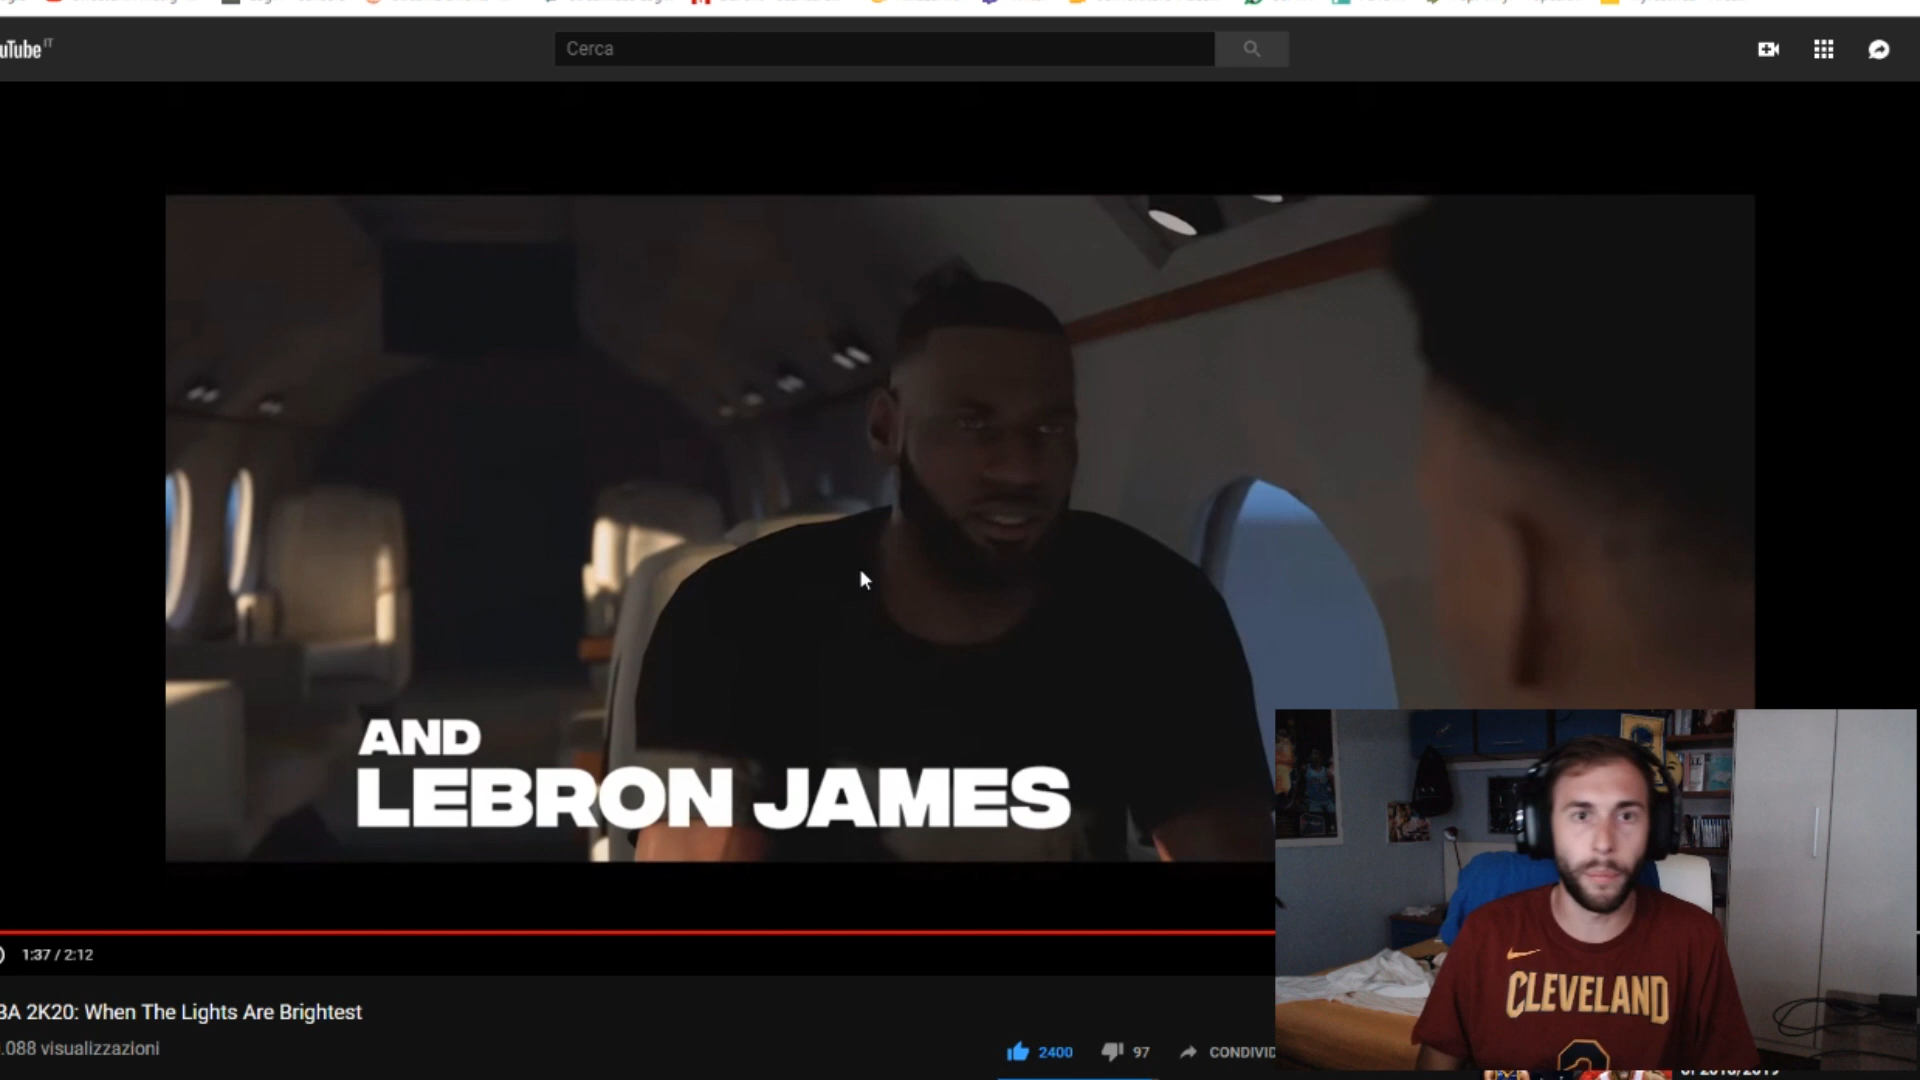 uTube IT
Cerca
AND
LEBRON JAMES
1:37 / 2:12
BA 2K20: When The Lights Are Brightest
.088 visualizzazioni
2400
97
CONDIVID
CLEVELAND